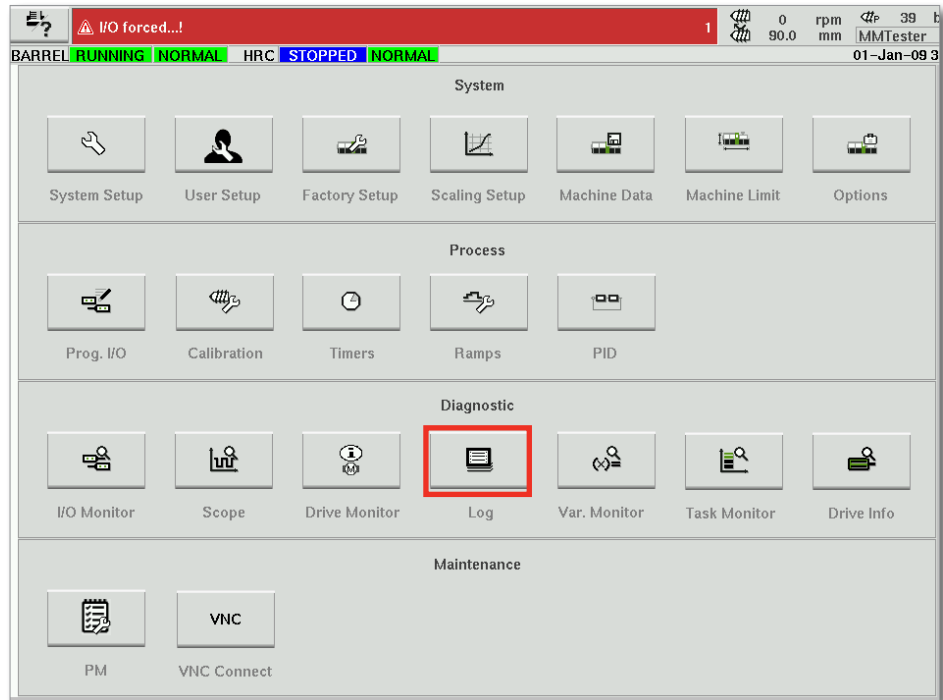 I/O forced...! 1 0 rpm P 39
90.0 mm MMTester
BARREL RUNNING NORMAL HRC STOPPED NORMAL 01-Jan-09 3
System
System Setup User Setup Factory Setup Scaling Setup Machine Data Machine Limit Options
Process
Prog. I/O Calibration Timers Ramps PID
Diagnostic
I/O Monitor Scope Drive Monitor Log Var. Monitor Task Monitor Drive Info
Maintenance
VNC
PM VNC Connect